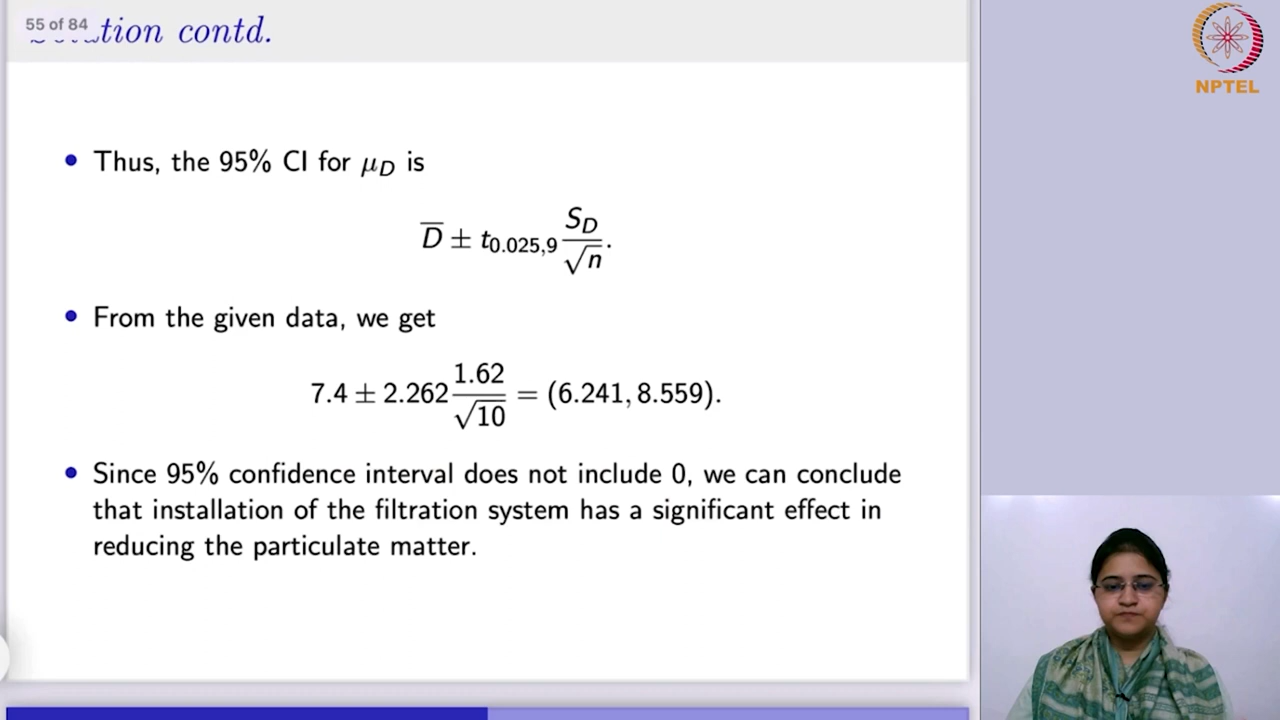 55 of 84
tion contd.
• Thus, the 95% CI for μ_D is
D̅ ± t_{0.025,9} S_D/√n.
• From the given data, we get
7.4 ± 2.262 1.62/√10 = (6.241, 8.559).
• Since 95% confidence interval does not include 0, we can conclude
that installation of the filtration system has a significant effect in
reducing the particulate matter.
NPTEL